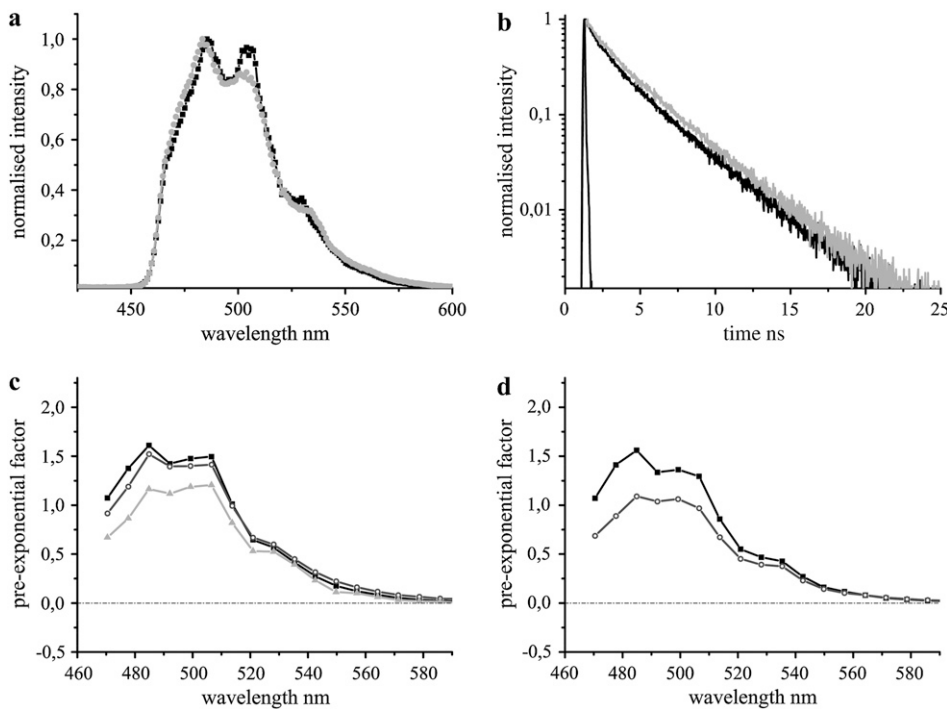 a
normalised intensity
1,0
0,8
0,6
0,4
0,2
450 500 550 600
wavelength nm
b
normalised intensity
1
0,1
0,01
0 5 10 15 20 25
time ns
c
pre-exponential factor
2,0
1,5
1,0
0,5
0,0
-0,5
460 480 500 520 540 560 580
wavelength nm
d
pre-exponential factor
2,0
1,5
1,0
0,5
0,0
-0,5
460 480 500 520 540 560 580
wavelength nm